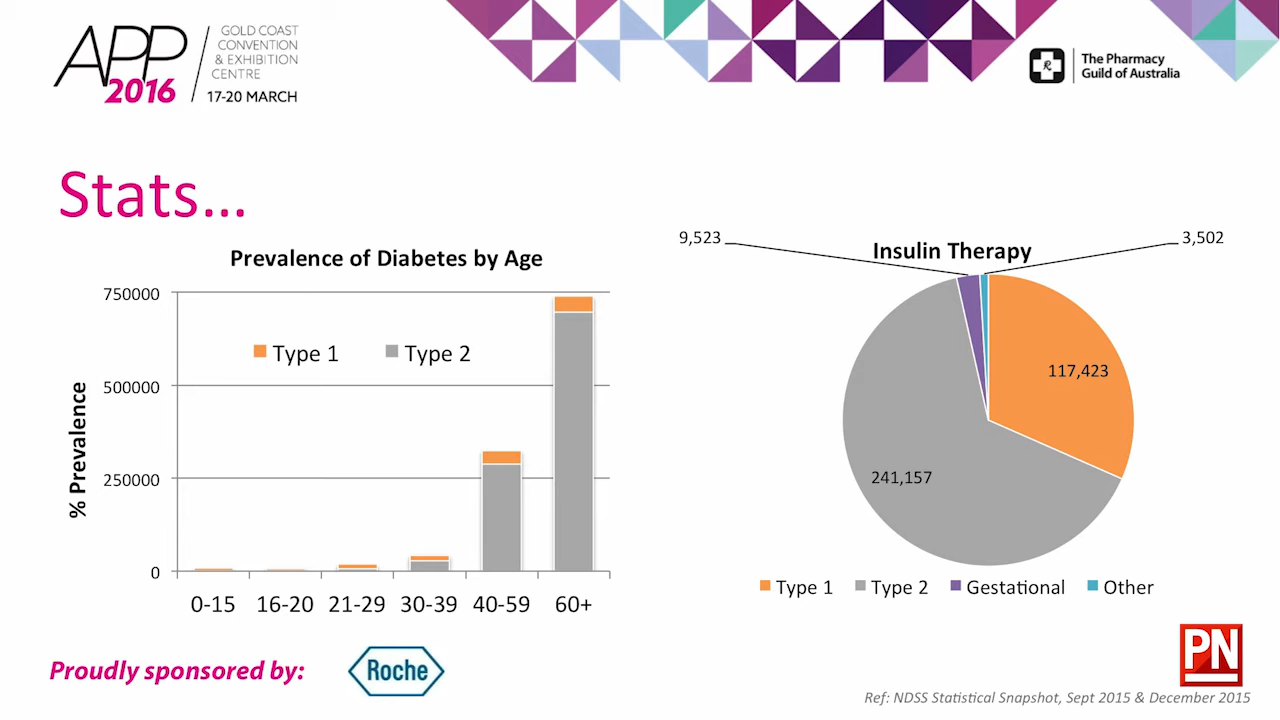 APP
2016
GOLD COAST
CONVENTION
& EXHIBITION
CENTRE
17-20 MARCH
The Pharmacy
Guild of Australia
Stats...
Prevalence of Diabetes by Age
750000
500000
250000
0
% Prevalence
Type 1 Type 2
0-15 16-20 21-29 30-39 40-59 60+
Insulin Therapy
9,523
3,502
117,423
241,157
Type 1 Type 2 Gestational Other
Proudly sponsored by:
Roche
PN
Ref: NDSS Statistical Snapshot, Sept 2015 & December 2015